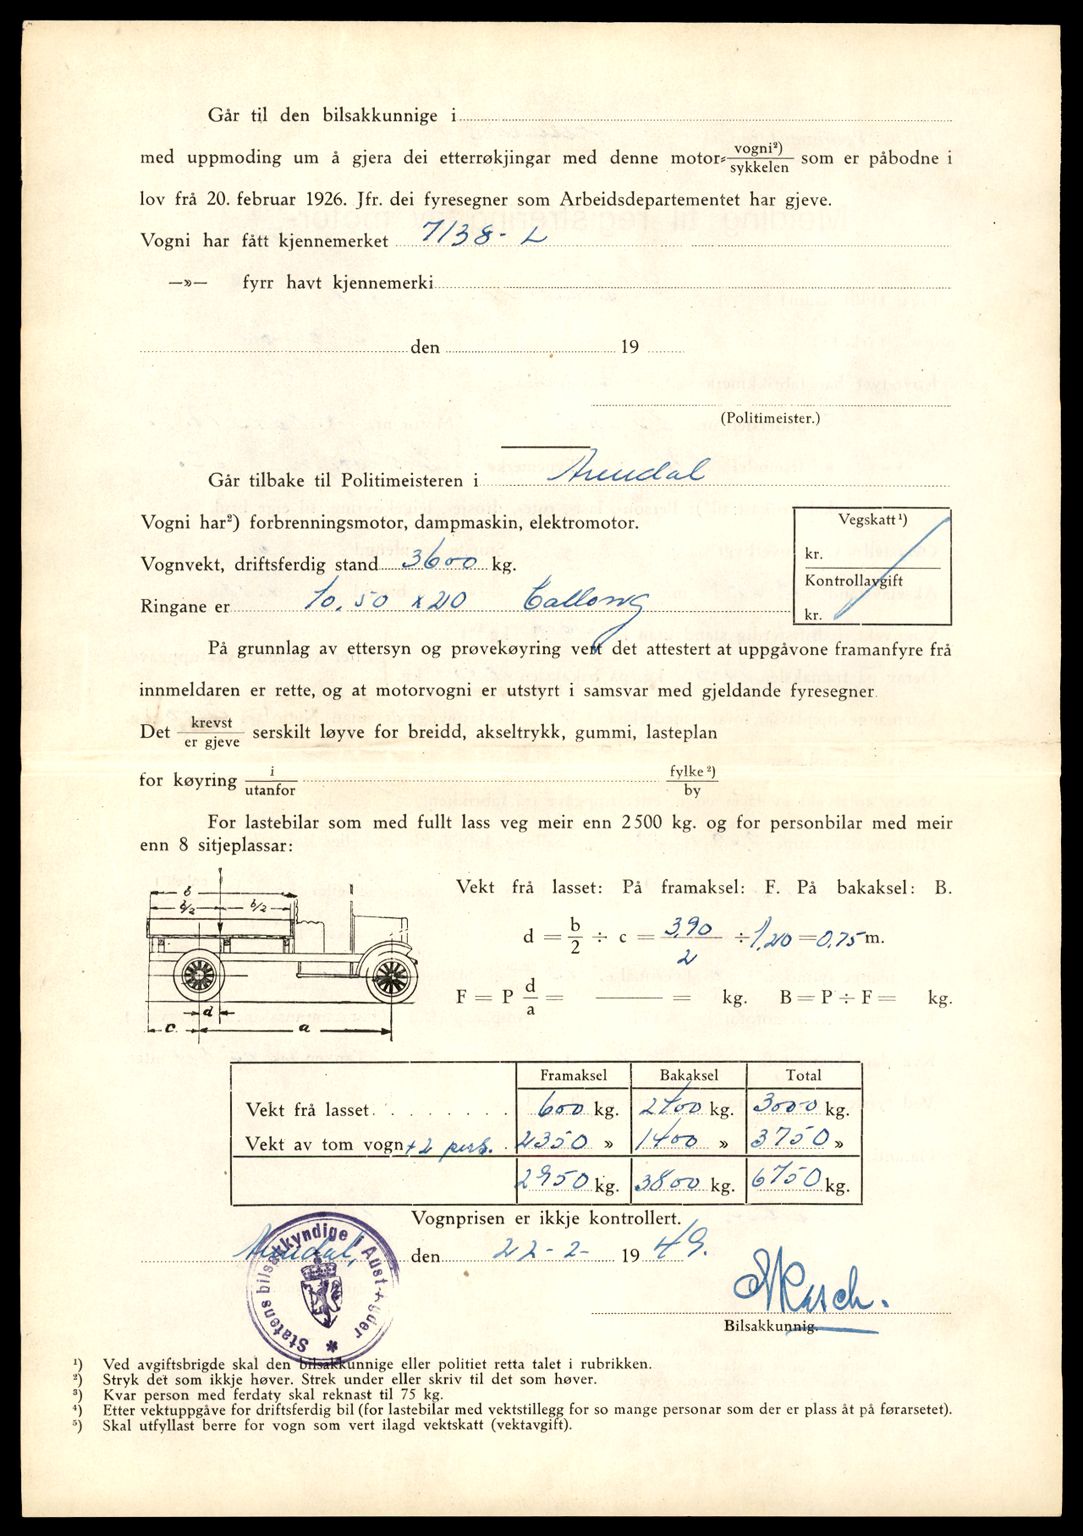 Går til den bilsakkunnige i
med uppmoding um å gjera dei etterrøkjingar med denne motor- vogni²) / sykkelen som er påbodne i
lov frå 20. februar 1926. Jfr. dei fyresegner som Arbeidsdepartementet har gjeve.
Vogni har fått kjennemerket 7138- L
—»— fyrr havt kjennemerki
den 19
(Politimeister.)
Går tilbake til Politimeisteren i Arendal
Vogni har²) forbrenningsmotor, dampmaskin, elektromotor.
Vegskatt¹)
kr.
Kontrollavgift
kr.
Vognvekt, driftsferdig stand 3600 kg.
Ringane er 10.50 x 20 Ballong
På grunnlag av ettersyn og prøvekøyring vert det attestert at uppgåvone framanfyre frå
innmeldaren er rette, og at motorvogni er utstyrt i samsvar med gjeldande fyresegner.
Det krevst / er gjeve serskilt løyve for breidd, akseltrykk, gummi, lasteplan
for køyring i / utanfor fylke²) / by
For lastebilar som med fullt lass veg meir enn 2500 kg. og for personbilar med meir
enn 8 sitjeplassar:
b
b/2 b/2
d
c a
Vekt frå lasset: På framaksel: F. På bakaksel: B.
d = b/2 ÷ c = 3,90/2 ÷ 1,20 = 0,75 m.
F = P d/a = ——— = kg. B = P ÷ F = kg.
Framaksel Bakaksel Total
Vekt frå lasset. . . . . . . . 600 kg. 2400 kg. 3000 kg.
Vekt av tom vogn + 2 pers. . 2350 » 1400 » 3750 »
2950 kg. 3800 kg. 6750 kg.
Vognprisen er ikkje kontrollert.
Arendal, den 22-2- 19 49.
Statens bilsakkyndige i Aust-Agder
Bilsakkunnig.
¹) Ved avgiftsbrigde skal den bilsakkunnige eller politiet retta talet i rubrikken.
²) Stryk det som ikkje høver. Strek under eller skriv til det som høver.
³) Kvar person med ferdaty skal reknast til 75 kg.
⁴) Etter vektuppgåve for driftsferdig bil (for lastebilar med vektstillegg for so mange personar som der er plass åt på førarsetet).
⁵) Skal utfyllast berre for vogn som vert ilagd vektskatt (vektavgift).